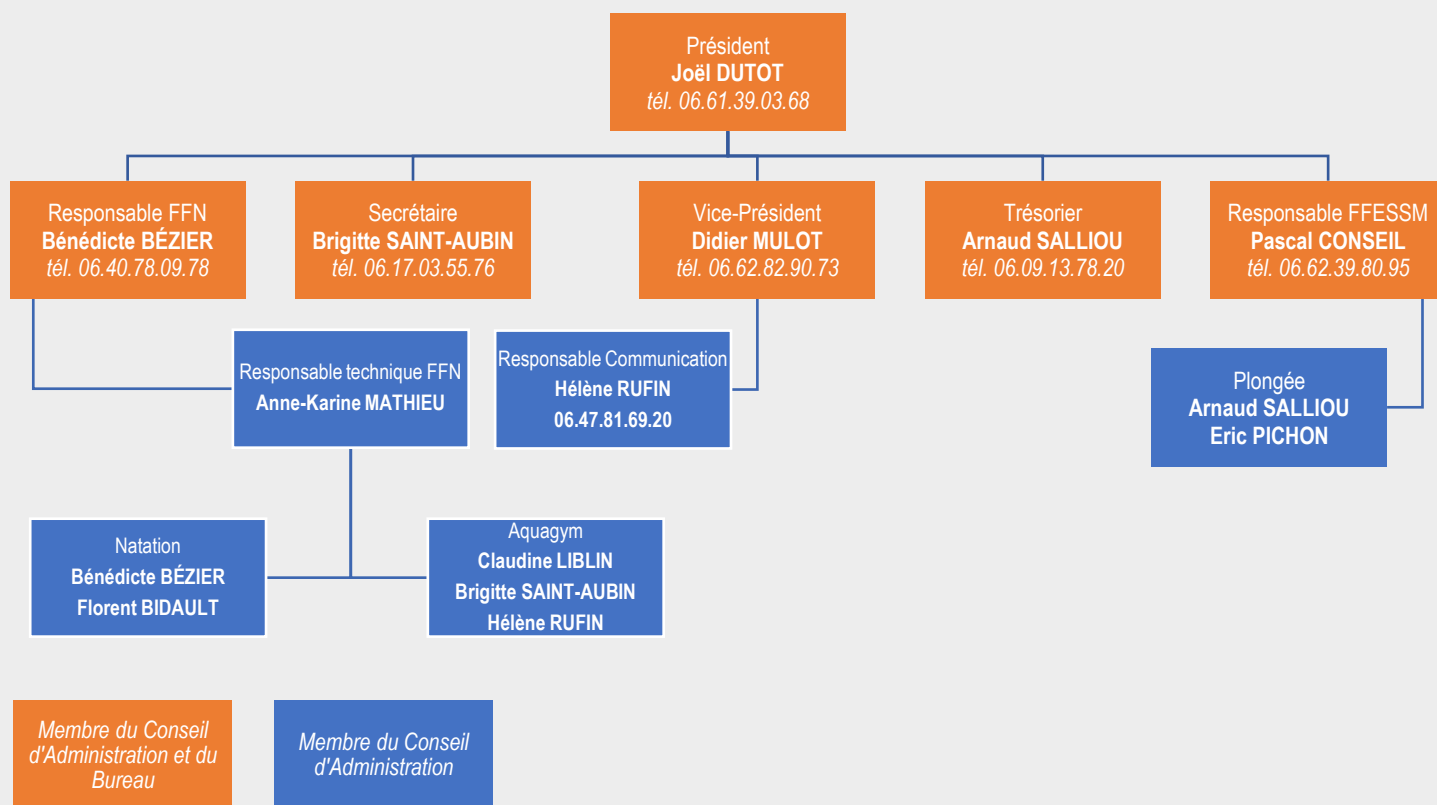 Président
Joël DUTOT
tél. 06.61.39.03.68
Responsable FFN
Bénédicte BÉZIER
tél. 06.40.78.09.78
Secrétaire
Brigitte SAINT-AUBIN
tél. 06.17.03.55.76
Vice-Président
Didier MULOT
tél. 06.62.82.90.73
Trésorier
Arnaud SALLIOU
tél. 06.09.13.78.20
Responsable FFESSM
Pascal CONSEIL
tél. 06.62.39.80.95
Responsable technique FFN
Anne-Karine MATHIEU
Responsable Communication
Hélène RUFIN
06.47.81.69.20
Plongée
Arnaud SALLIOU
Eric PICHON
Natation
Bénédicte BÉZIER
Florent BIDAULT
Aquagym
Claudine LIBLIN
Brigitte SAINT-AUBIN
Hélène RUFIN
Membre du Conseil
d'Administration et du
Bureau
Membre du Conseil
d'Administration